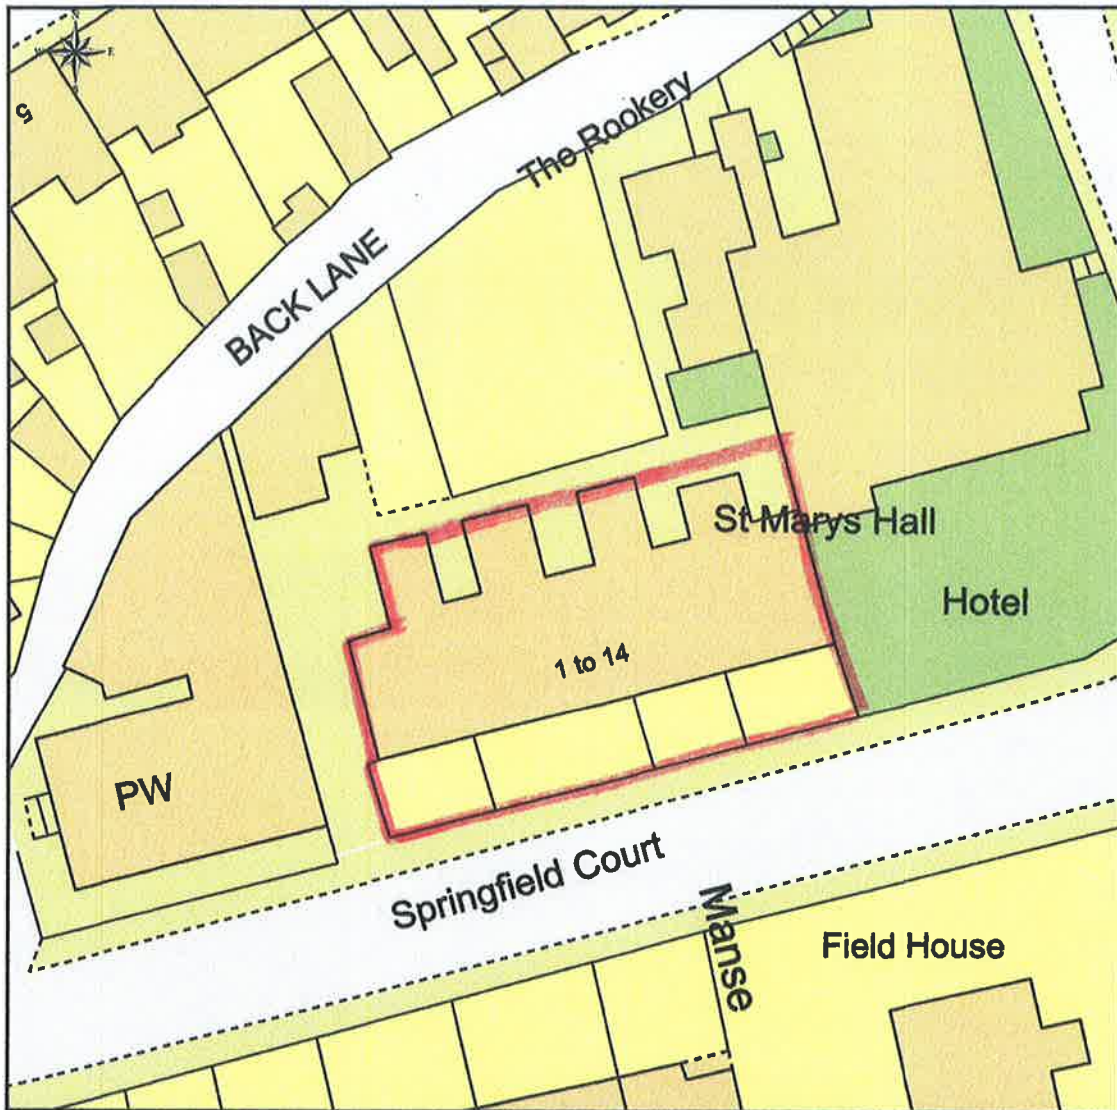 5
The Rookery
BACK LANE
St Marys Hall
Hotel
1 to 14
PW
Springfield Court
Manse
Field House